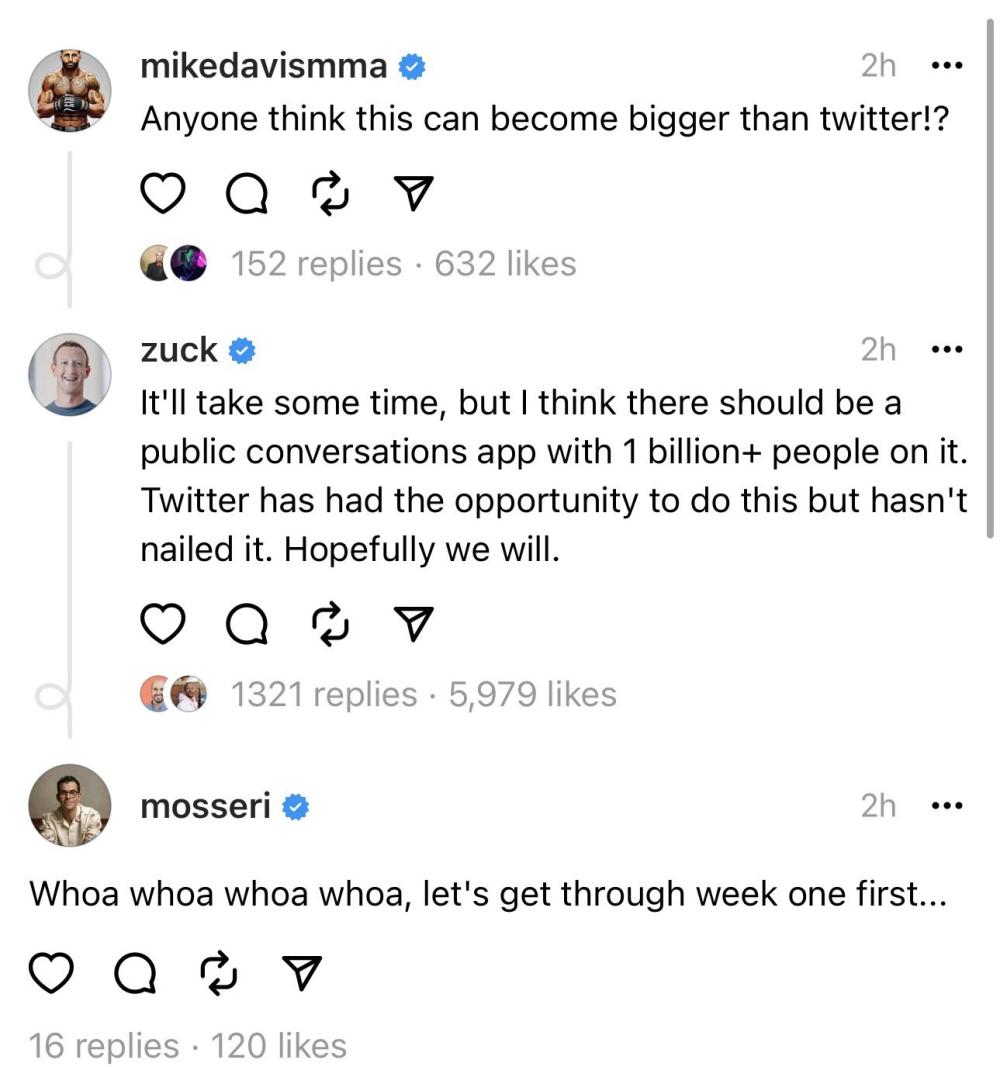 mikedavismma
2h
Anyone think this can become bigger than twitter!?
152 replies · 632 likes
zuck
2h
It'll take some time, but I think there should be a
public conversations app with 1 billion+ people on it.
Twitter has had the opportunity to do this but hasn't
nailed it. Hopefully we will.
1321 replies · 5,979 likes
mosseri
2h
Whoa whoa whoa whoa, let's get through week one first...
16 replies · 120 likes